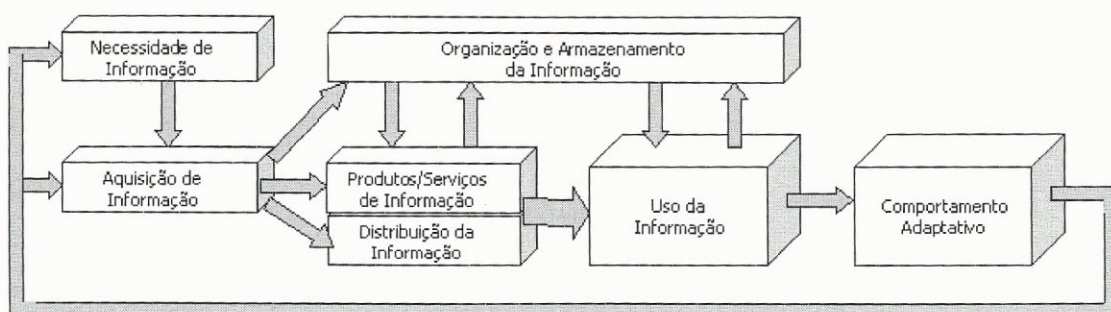 Necessidade de
Informação
Organização e Armazenamento
da Informação
Aquisição de
Informação
Produtos/Serviços
de Informação
Distribuição da
Informação
Uso da
Informação
Comportamento
Adaptativo